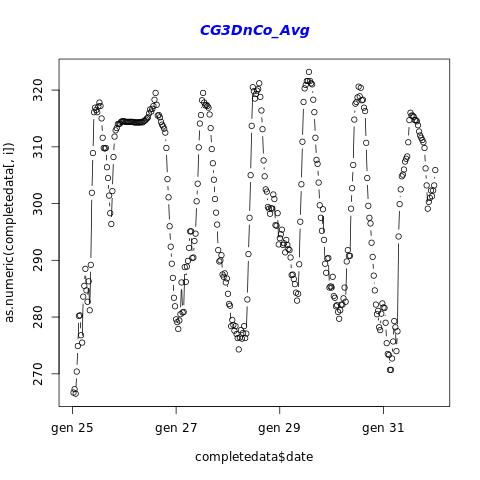 CG3DnCo_Avg
as.numeric(completedata[, i])
320
310
300
290
280
270
gen 25
gen 27
gen 29
gen 31
completedata$date